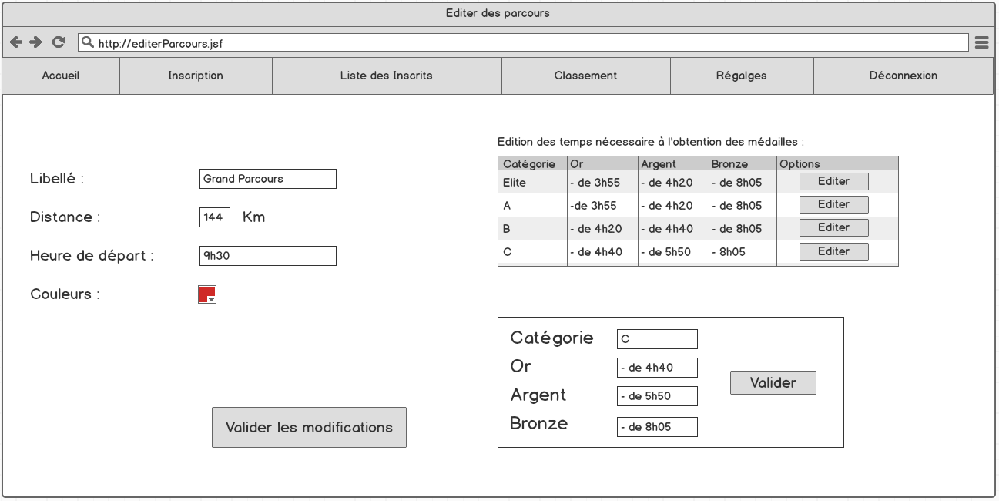 Editer des parcours
http://editerParcours.jsf
Accueil Inscription Liste des Inscrits Classement Régalges Déconnexion
Libellé : Grand Parcours
Distance : 144 Km
Heure de départ : 9h30
Couleurs :
Valider les modifications
Edition des temps nécessaire à l'obtention des médailles :
Catégorie Or Argent Bronze Options
Elite - de 3h55 - de 4h20 - de 8h05 Editer
A -de 3h55 - de 4h20 - de 8h05 Editer
B - de 4h20 - de 4h40 - de 8h05 Editer
C - de 4h40 - de 5h50 - 8h05 Editer
Catégorie C
Or - de 4h40
Argent - de 5h50
Bronze - de 8h05
Valider